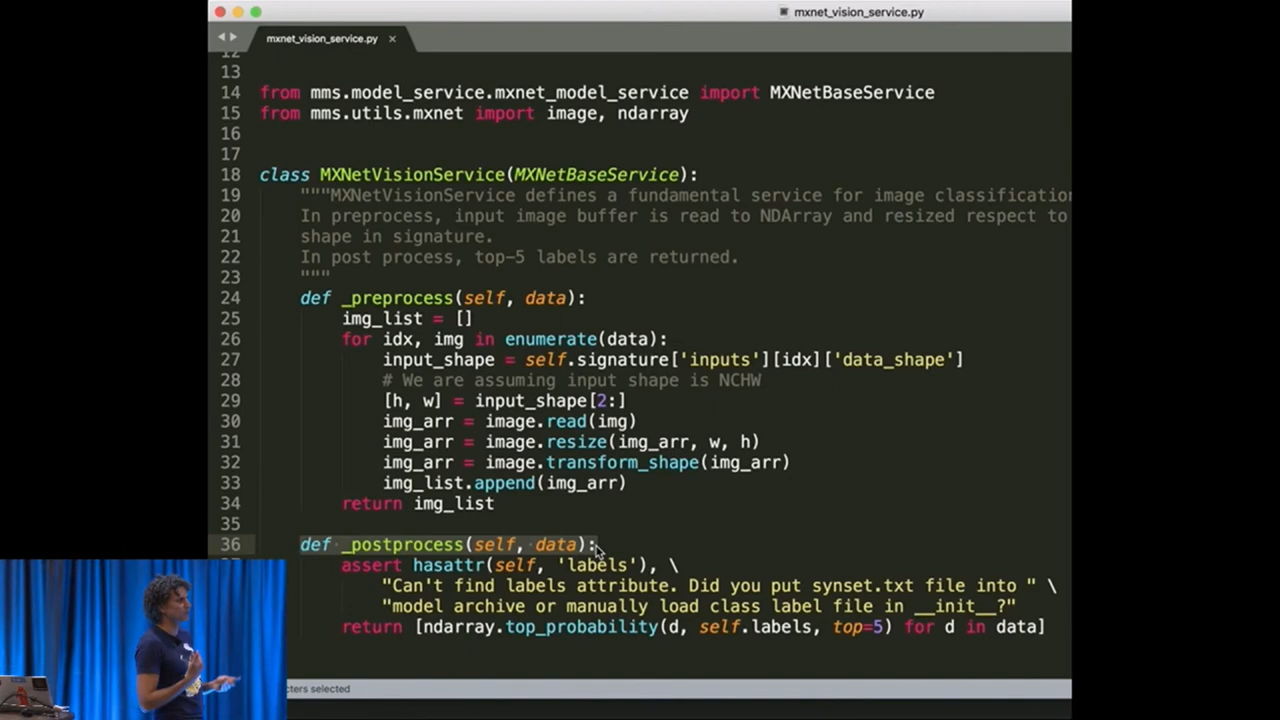 mxnet_vision_service.py
mxnet_vision_service.py ×
12
13
14 from mms.model_service.mxnet_model_service import MXNetBaseService
15 from mms.utils.mxnet import image, ndarray
16
17
18 class MXNetVisionService(MXNetBaseService):
19     """MXNetVisionService defines a fundamental service for image classification
20     In preprocess, input image buffer is read to NDArray and resized respect to
21     shape in signature.
22     In post process, top-5 labels are returned.
23     """
24     def _preprocess(self, data):
25         img_list = []
26         for idx, img in enumerate(data):
27             input_shape = self.signature['inputs'][idx]['data_shape']
28             # We are assuming input shape is NCHW
29             [h, w] = input_shape[2:]
30             img_arr = image.read(img)
31             img_arr = image.resize(img_arr, w, h)
32             img_arr = image.transform_shape(img_arr)
33             img_list.append(img_arr)
34         return img_list
35
36     def _postprocess(self, data):
        assert hasattr(self, 'labels'), \
            "Can't find labels attribute. Did you put synset.txt file into " \
            "model archive or manually load class label file in __init__?"
        return [ndarray.top_probability(d, self.labels, top=5) for d in data]
cters selected